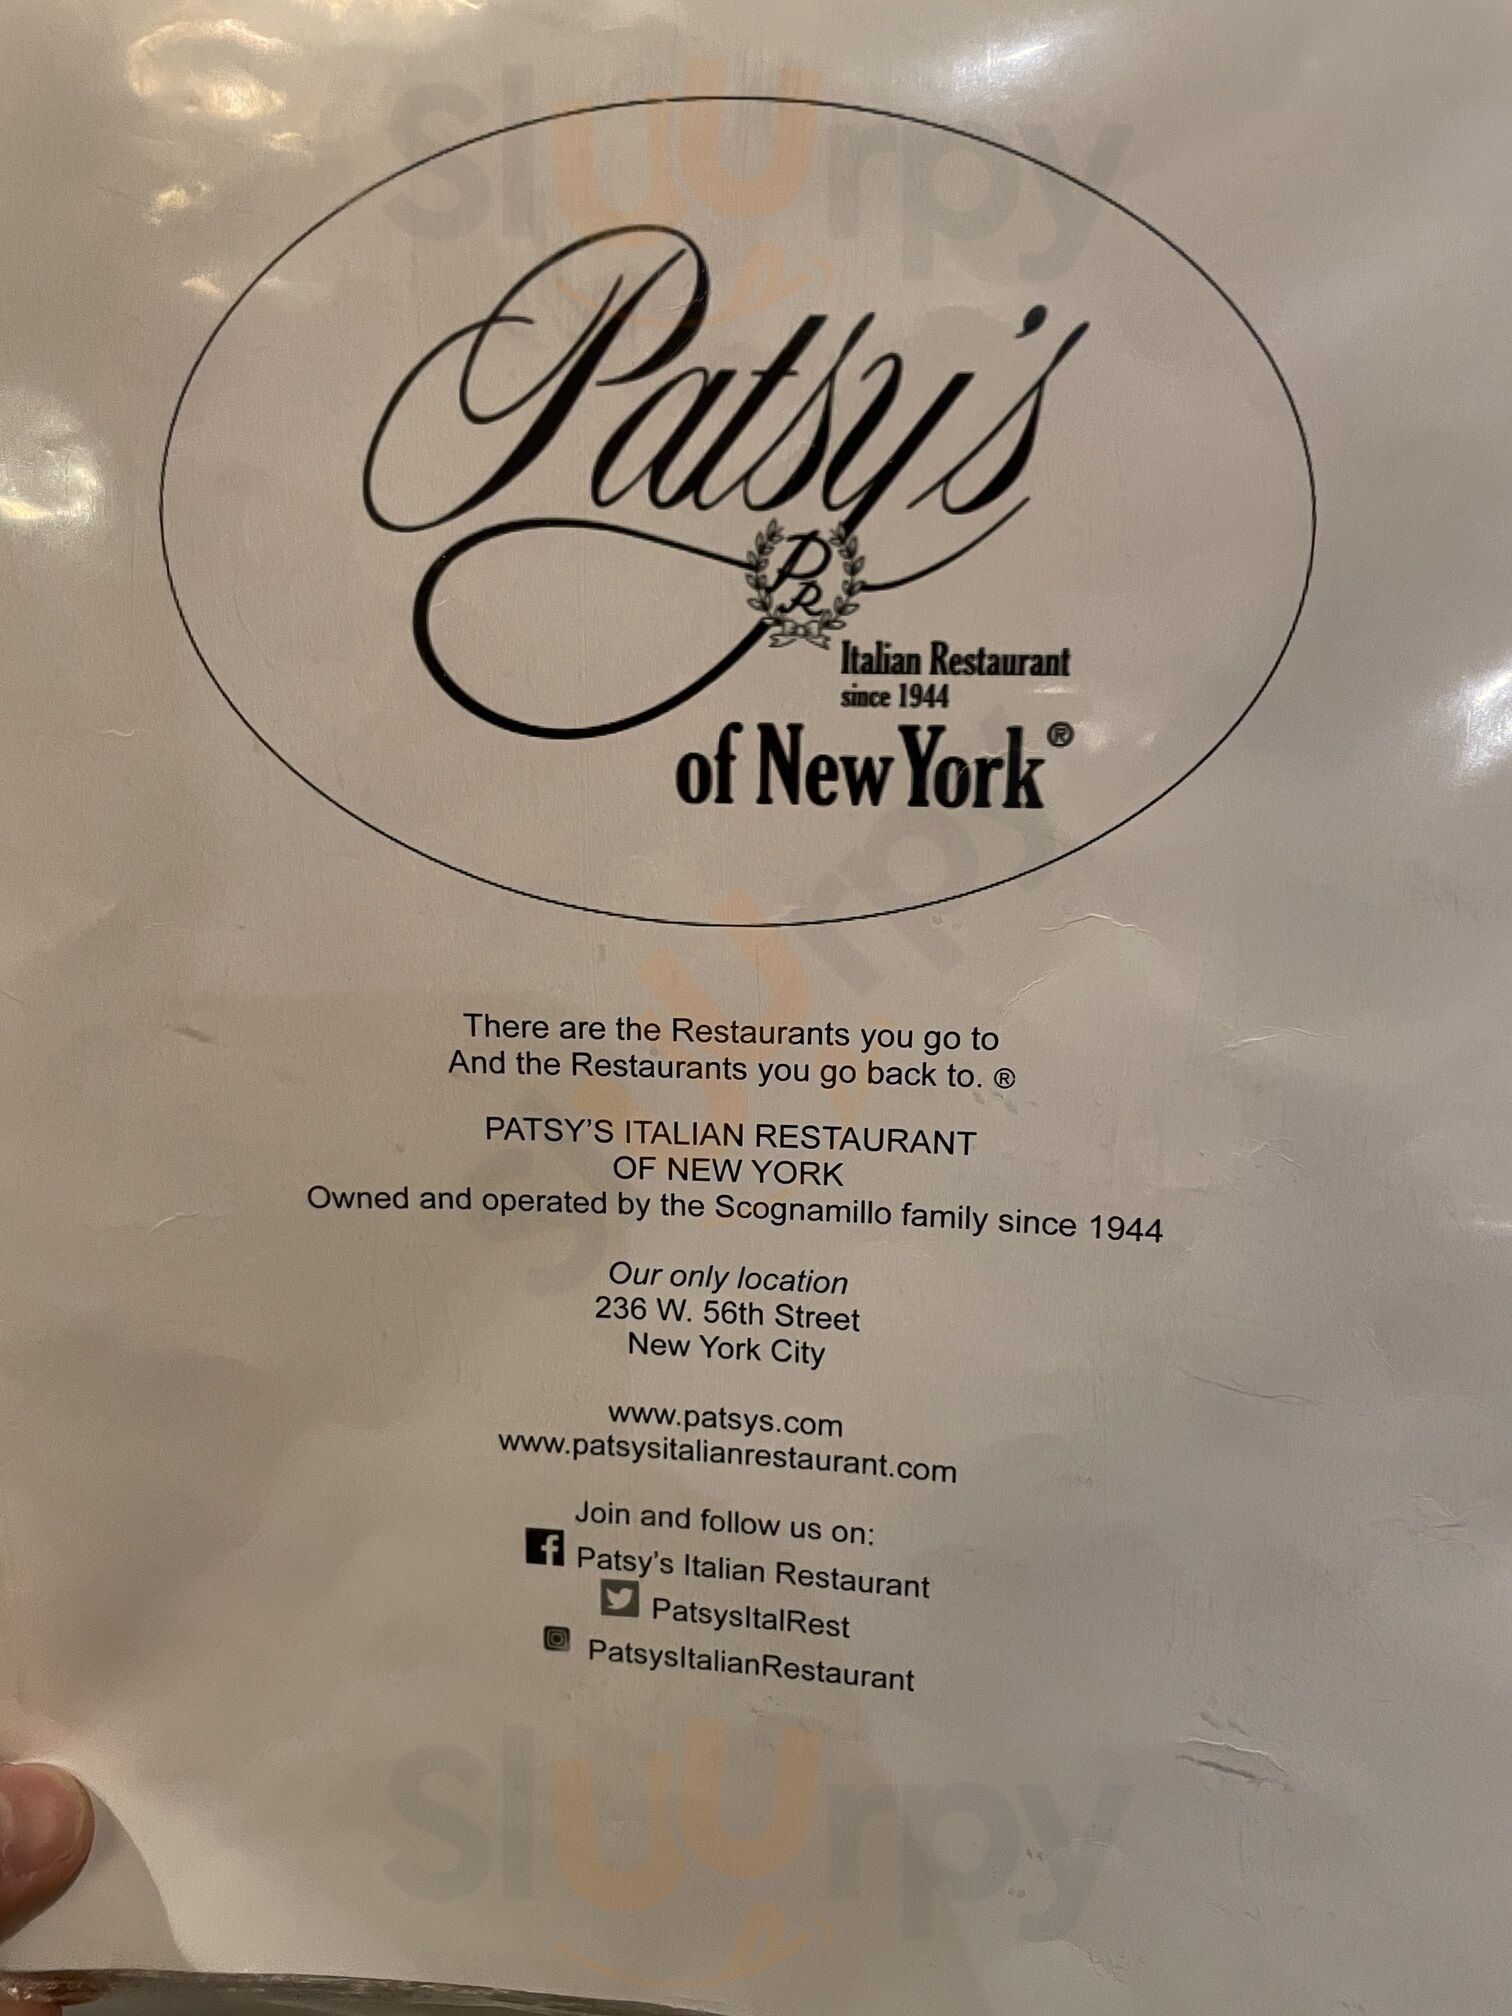 Sluurpy
Patsy's
PR
Italian Restaurant
since 1944
of New York®
Sluurpy
There are the Restaurants you go to
And the Restaurants you go back to. ®
PATSY'S ITALIAN RESTAURANT
OF NEW YORK
Owned and operated by the Scognamillo family since 1944
Our only location
236 W. 56th Street
New York City
www.patsys.com
www.patsysitalianrestaurant.com
Join and follow us on:
Patsy's Italian Restaurant
PatsysItalRest
PatsysItalianRestaurant
Sluurpy